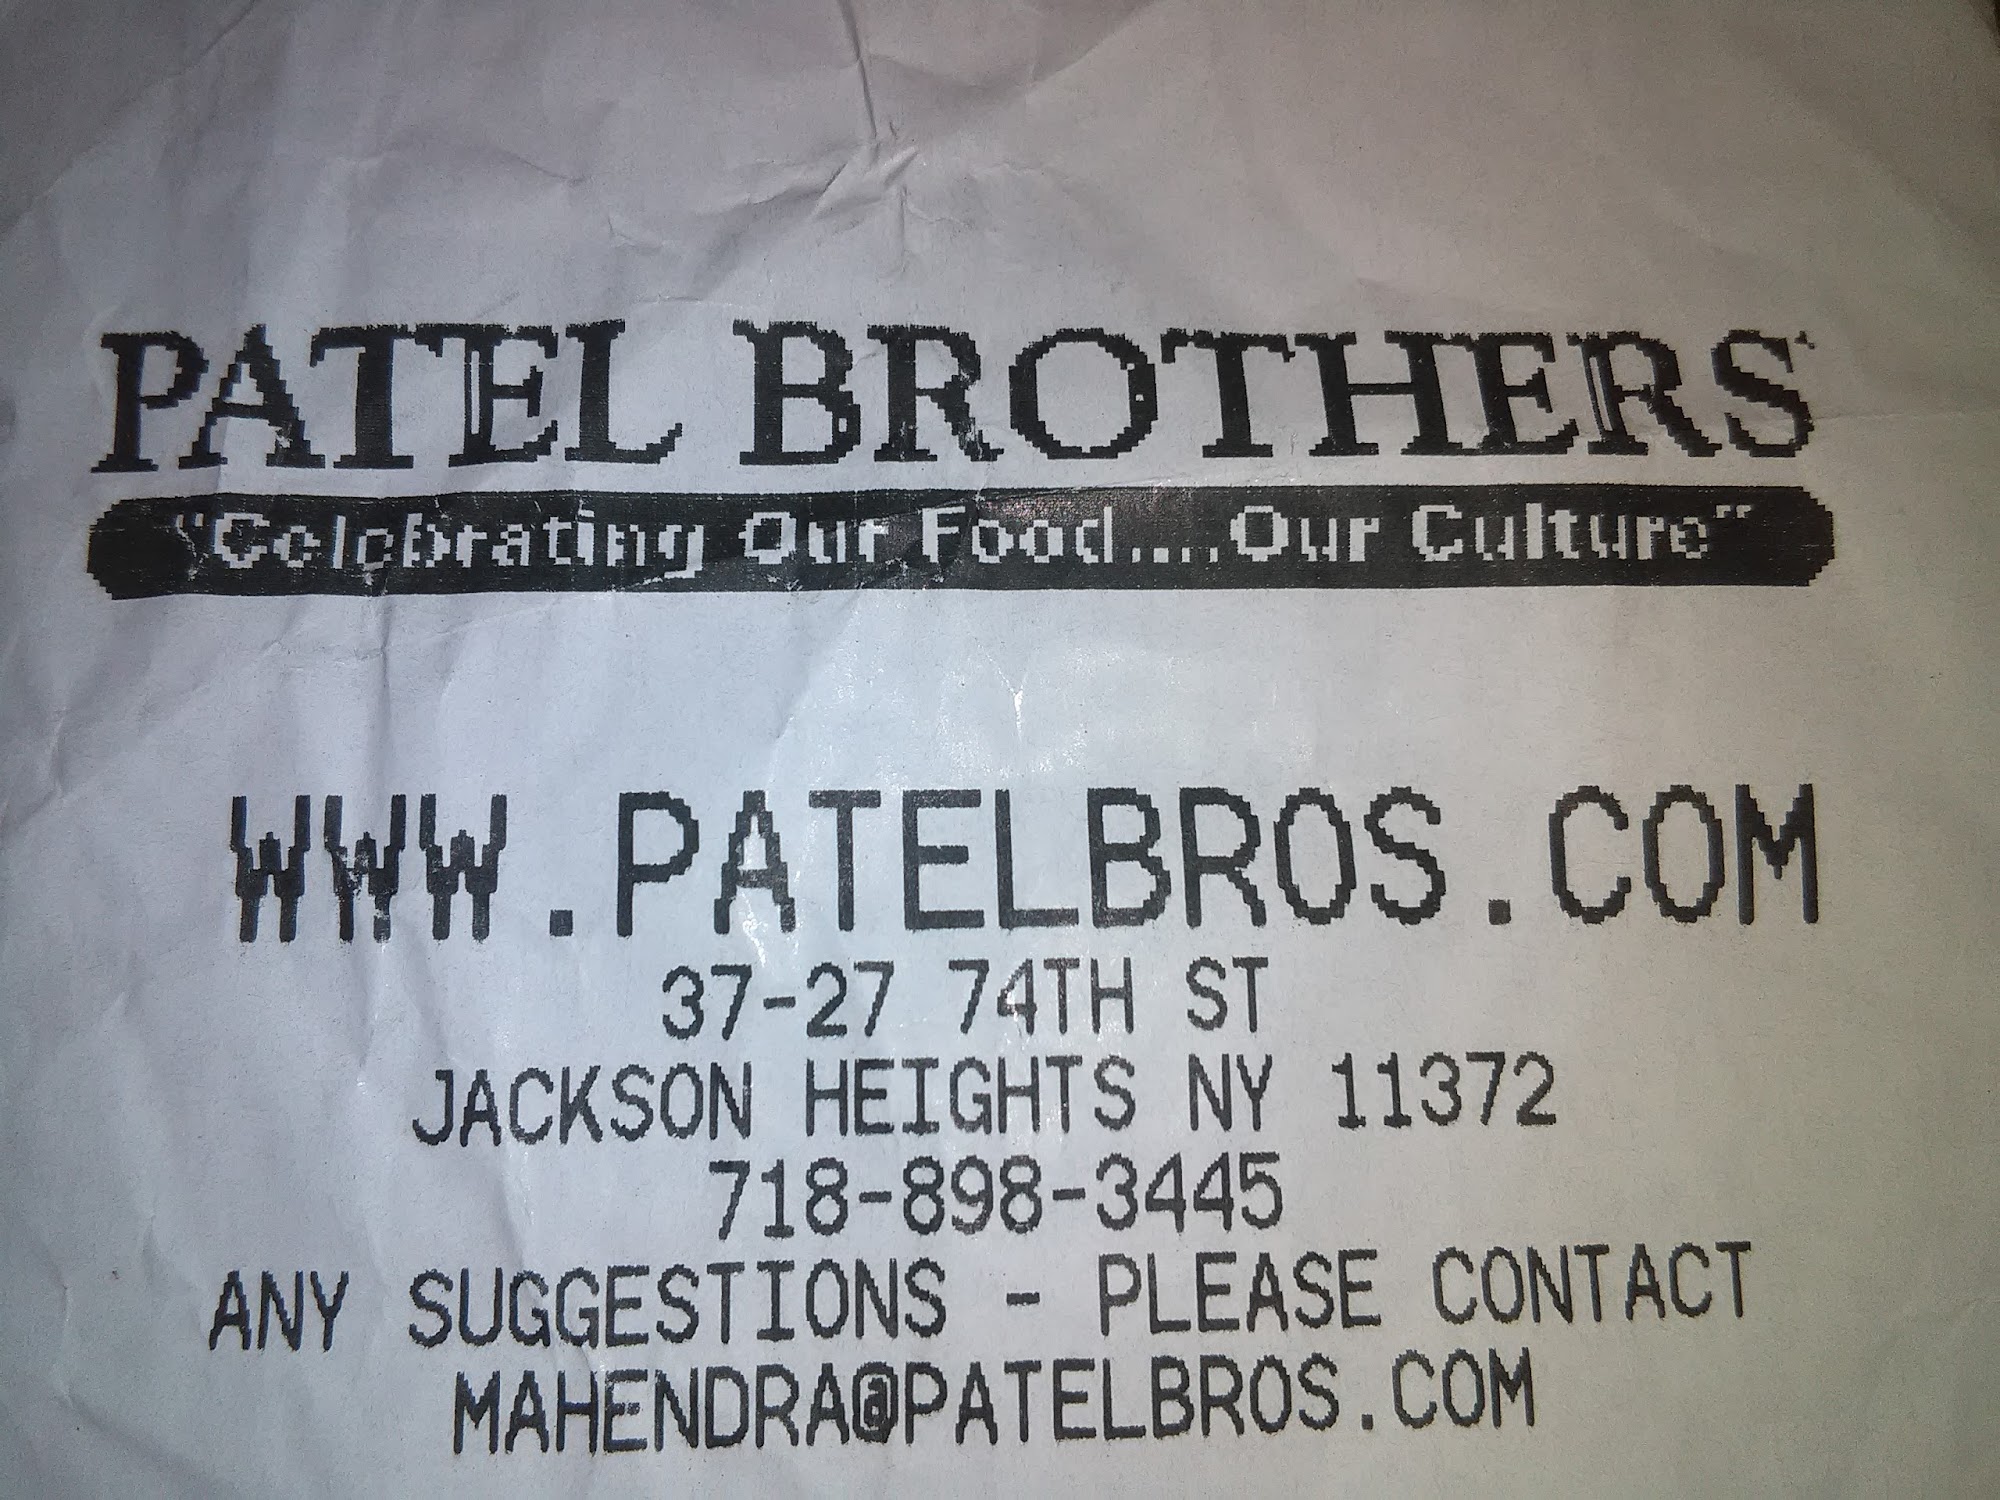 PATEL BROTHERS
"Celebrating Our Food....Our Culture"
WWW.PATELBROS.COM
37-27 74TH ST
JACKSON HEIGHTS NY 11372
718-898-3445
ANY SUGGESTIONS - PLEASE CONTACT
MAHENDRA@PATELBROS.COM